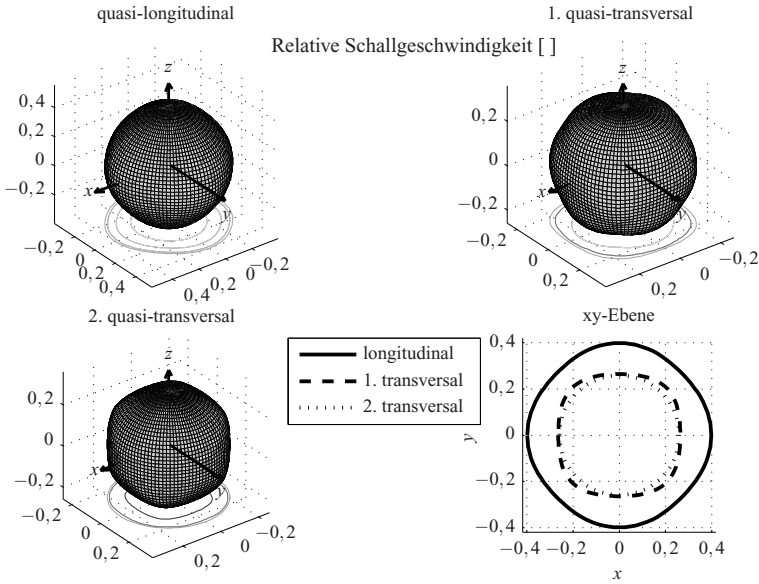 quasi-longitudinal
1. quasi-transversal
Relative Schallgeschwindigkeit [ ]
z
0,4
0,2
0
−0,2
x
y
−0,2
0
0,2
0,4
0,4
0,2
0
−0,2
z
0,2
0
−0,2
x
y
−0,2
0
0,2
0,2
0
−0,2
2. quasi-transversal
z
0,2
0
−0,2
x
y
−0,2
0
0,2
0,2
0
−0,2
longitudinal
1. transversal
2. transversal
xy-Ebene
0,4
0,2
0
−0,2
−0,4
y
−0,4 −0,2 0 0,2 0,4
x